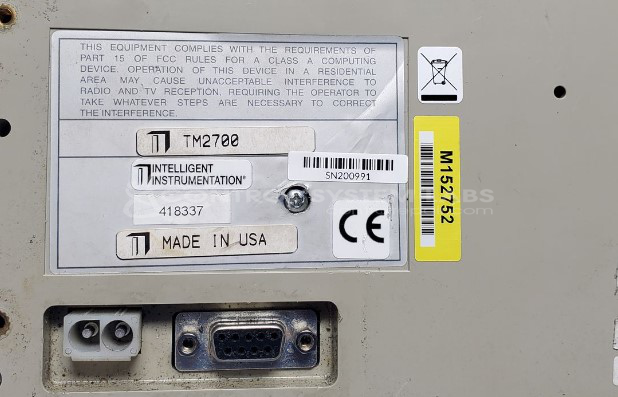 THIS EQUIPMENT COMPLIES WITH THE REQUIREMENTS OF
PART 15 OF FCC RULES FOR A CLASS A COMPUTING
DEVICE. OPERATION OF THIS DEVICE IN A RESIDENTIAL
AREA MAY CAUSE UNACCEPTABLE INTERFERENCE TO
RADIO AND TV RECEPTION, REQUIRING THE OPERATOR TO
TAKE WHATEVER STEPS ARE NECESSARY TO CORRECT
THE INTERFERENCE.
TM2700
INTELLIGENT
INSTRUMENTATION®
SN200991
418337
CE
MADE IN USA
M152752